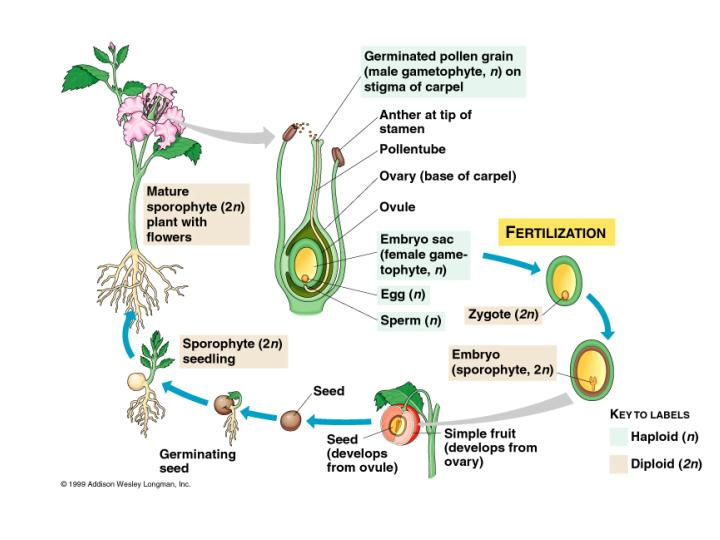 Germinated pollen grain
(male gametophyte, n) on
stigma of carpel
Anther at tip of
stamen
Pollentube
Ovary (base of carpel)
Mature
sporophyte (2n)
plant with
flowers
Ovule
FERTILIZATION
Embryo sac
(female game-
tophyte, n)
Egg (n)
Sperm (n)
Zygote (2n)
Sporophyte (2n)
seedling
Embryo
(sporophyte, 2n)
Seed
KEY TO LABELS
Haploid (n)
Diploid (2n)
Seed
(develops
from ovule)
Simple fruit
(develops from
ovary)
Germinating
seed
© 1999 Addison Wesley Longman, Inc.